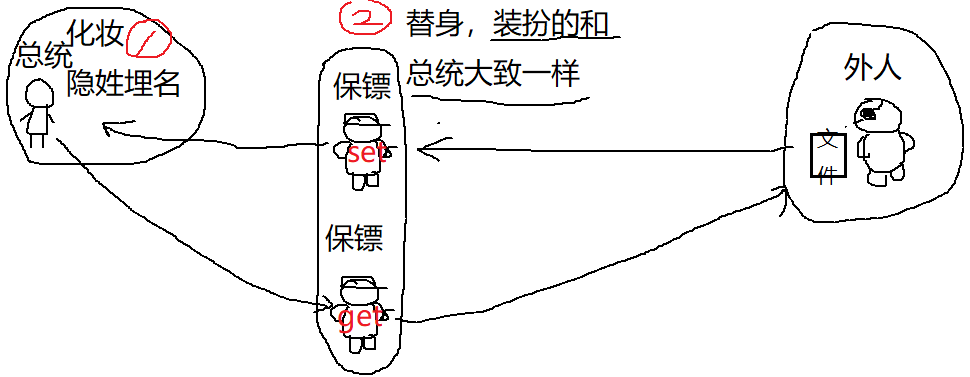 化妆 1
总统
隐姓埋名
2 替身，装扮的和
总统大致一样
保镖
set
保镖
get
外人
文
件